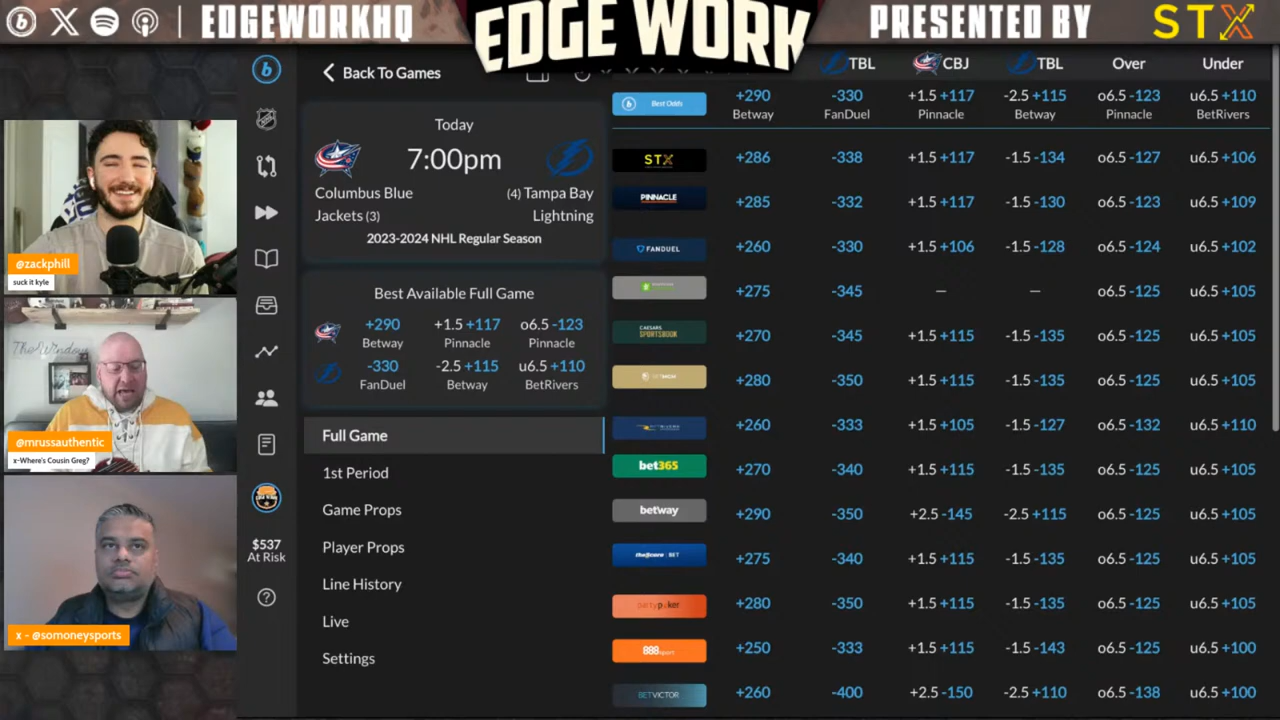 EDGEWORKHQ
EDGE WORK
PRESENTED BY STX
@zackphill
suck it kyle
The Window
@mrussauthentic
x-Where's Cousin Greg?
x - @somoneysports
$537
At Risk
Back To Games
Today
7:00pm
Columbus Blue Jackets (3)
(4) Tampa Bay Lightning
2023-2024 NHL Regular Season
Best Available Full Game
+290 +1.5 +117 o6.5 -123
Betway Pinnacle Pinnacle
-330 -2.5 +115 u6.5 +110
FanDuel Betway BetRivers
Full Game
1st Period
Game Props
Player Props
Line History
Live
Settings
TBL CBJ TBL Over Under
Best Odds +290 -330 +1.5 +117 -2.5 +115 o6.5 -123 u6.5 +110
Betway FanDuel Pinnacle Betway Pinnacle BetRivers
STX +286 -338 +1.5 +117 -1.5 -134 o6.5 -127 u6.5 +106
PINNACLE +285 -332 +1.5 +117 -1.5 -130 o6.5 -123 u6.5 +109
FANDUEL +260 -330 +1.5 +106 -1.5 -128 o6.5 -124 u6.5 +102
+275 -345 — — o6.5 -125 u6.5 +105
CAESARS SPORTSBOOK +270 -345 +1.5 +115 -1.5 -135 o6.5 -125 u6.5 +105
+280 -350 +1.5 +115 -1.5 -135 o6.5 -125 u6.5 +105
+260 -333 +1.5 +105 -1.5 -127 o6.5 -132 u6.5 +110
bet365 +270 -340 +1.5 +115 -1.5 -135 o6.5 -125 u6.5 +105
betway +290 -350 +2.5 -145 -2.5 +115 o6.5 -125 u6.5 +105
theScore BET +275 -340 +1.5 +115 -1.5 -135 o6.5 -125 u6.5 +105
partypoker +280 -350 +1.5 +115 -1.5 -135 o6.5 -125 u6.5 +105
888sport +250 -333 +1.5 +115 -1.5 -143 o6.5 -125 u6.5 +100
BETVICTOR +260 -400 +2.5 -150 -2.5 +110 o6.5 -138 u6.5 +100